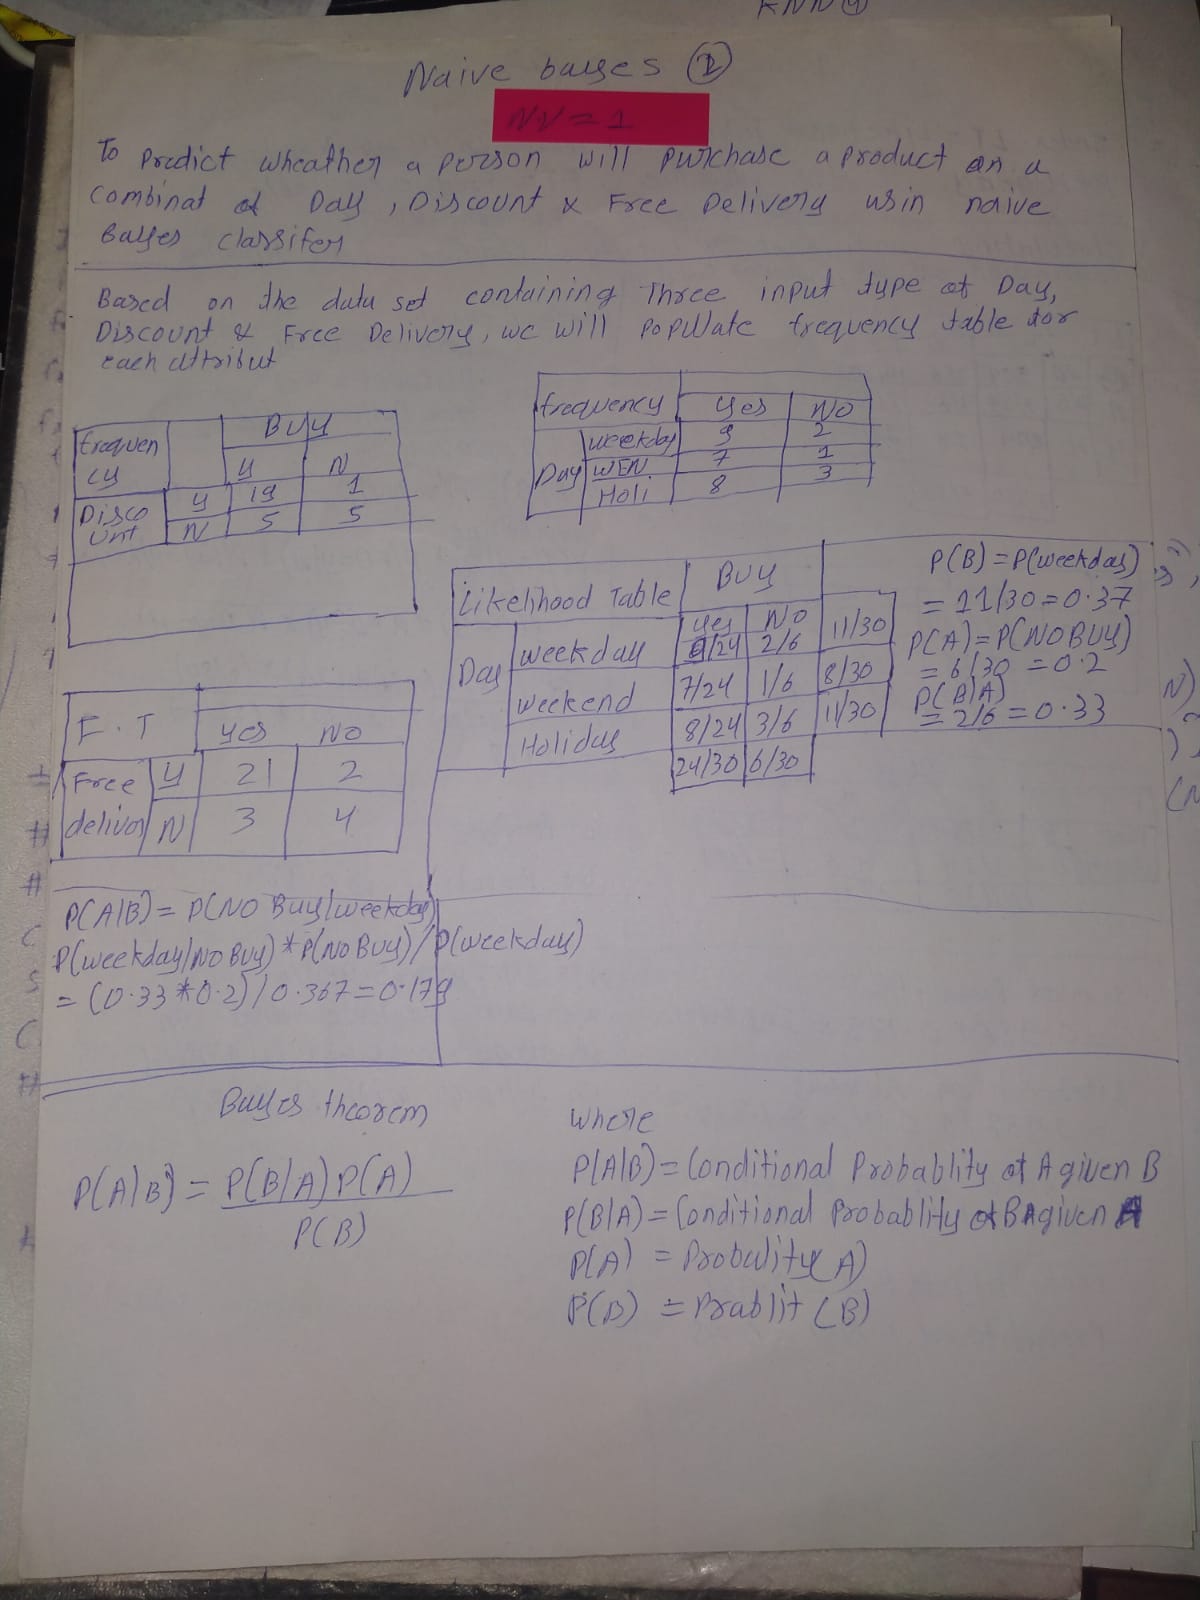 KNN 4
Naive bayses 1
NV = 1
To Predict wheather a person will purchase a product on a
Combinat of Day, Discount & Free Delivery usin naive
Bayes classifer
Based on the data set containing Three input type of Day,
Discount & Free Delivery, we will Populate frequency table for
each attribut
frequen
cy
BUY
y N
Disco
unt
y 19 1
N 5 5
frequency yes NO
Day
weekday 9 2
WEN 7 1
Holi 8 3
Likelihood Table BUY
yes NO
Day
weekday 9/24 2/6 11/30
weekend 7/24 1/6 8/30
Holiday 8/24 3/6 11/30
24/30 6/30
P(B) = P(weekday)
= 11/30 = 0.37
P(A) = P(NO BUY)
= 6/30 = 0.2
P(B|A)
= 2/6 = 0.33
F.T yes NO
Free
delivery
y 21 2
N 3 4
P(A|B) = P(NO Buy|weekday)
P(weekday|NO Buy) * P(NO Buy) / P(weekday)
= (0.33 * 0.2) / 0.367 = 0.179
Bayes theorem
P(A|B) = P(B|A) P(A)
P(B)
where
P(A|B) = Conditional Probablity of A given B
P(B|A) = Conditional Probablity of B given A
P(A) = Probality (A)
P(B) = Prablit (B)